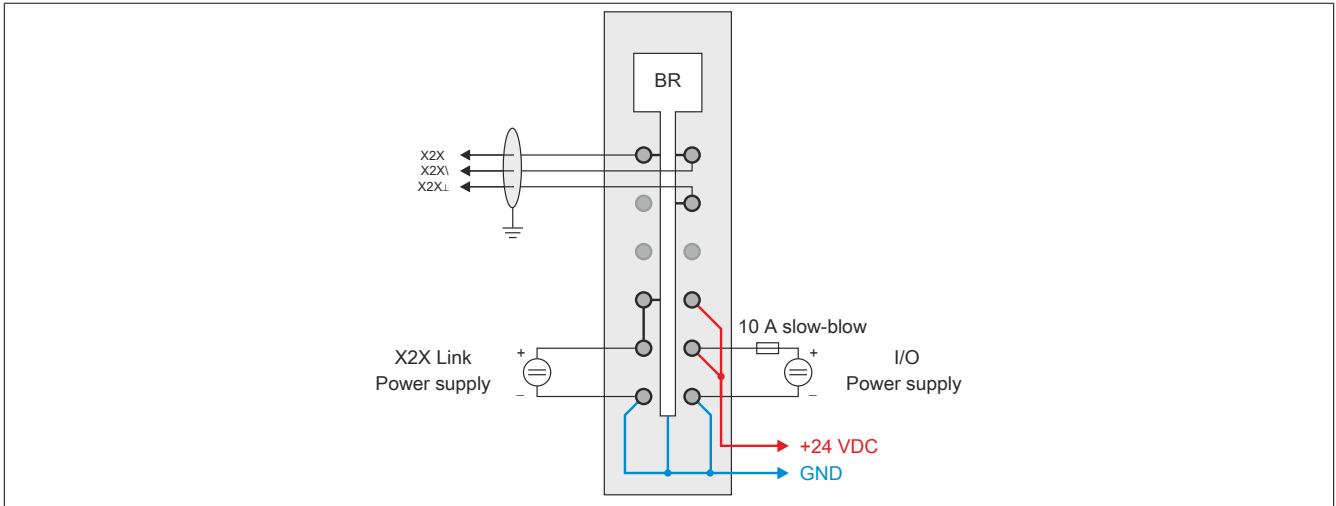 BR
X2X
X2X\
X2X⊥
10 A slow-blow
X2X Link
Power supply
+
_
+
_
I/O
Power supply
+24 VDC
GND